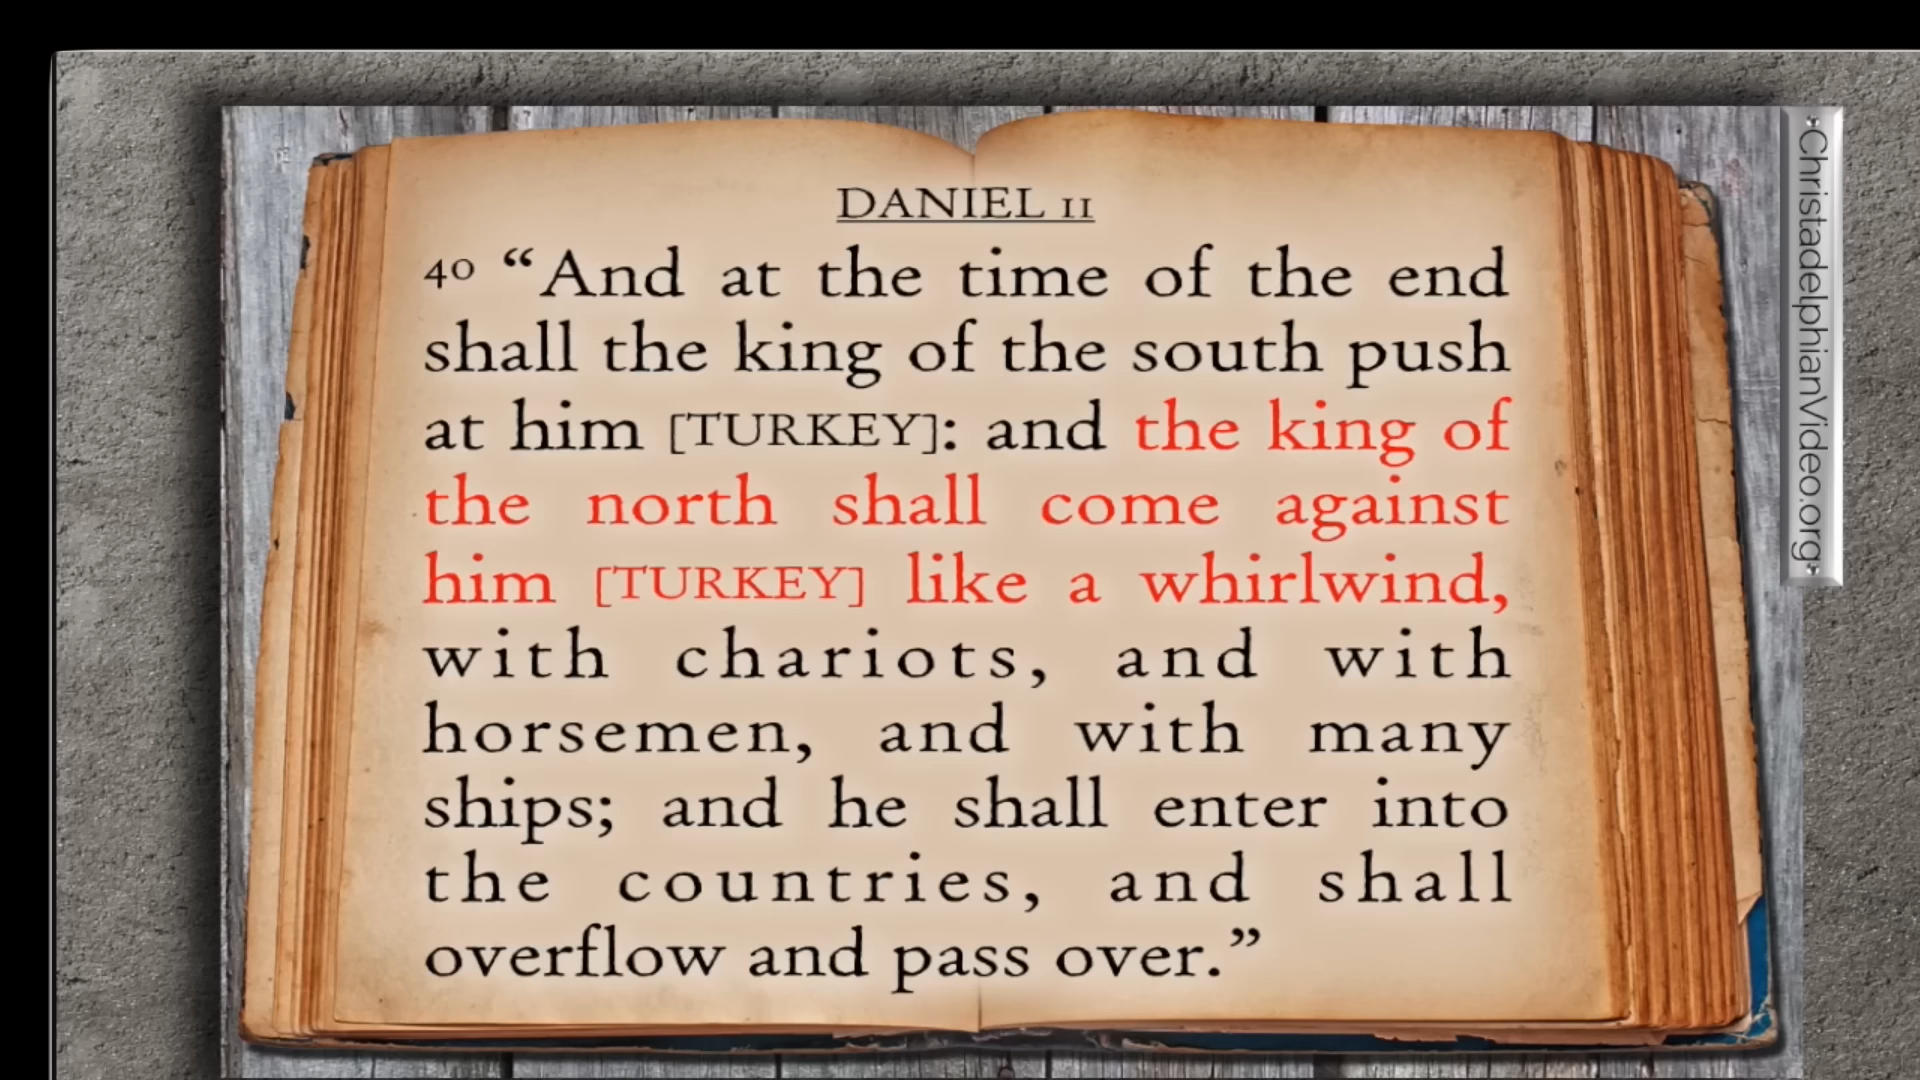 DANIEL 11
40 “And at the time of the end
shall the king of the south push
at him [TURKEY]: and the king of
the north shall come against
him [TURKEY] like a whirlwind,
with chariots, and with
horsemen, and with many
ships; and he shall enter into
the countries, and shall
overflow and pass over.”
ChristadelphianVideo.org